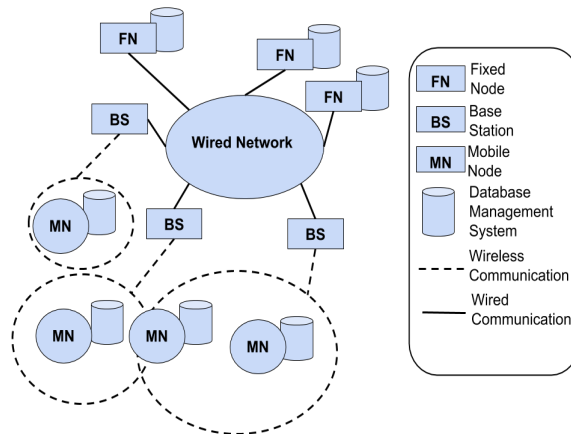 FN
FN
FN
BS
Wired Network
MN
BS
BS
MN
MN
MN
FN
Fixed
Node
BS
Base
Station
MN
Mobile
Node
Database
Management
System
Wireless
Communication
Wired
Communication